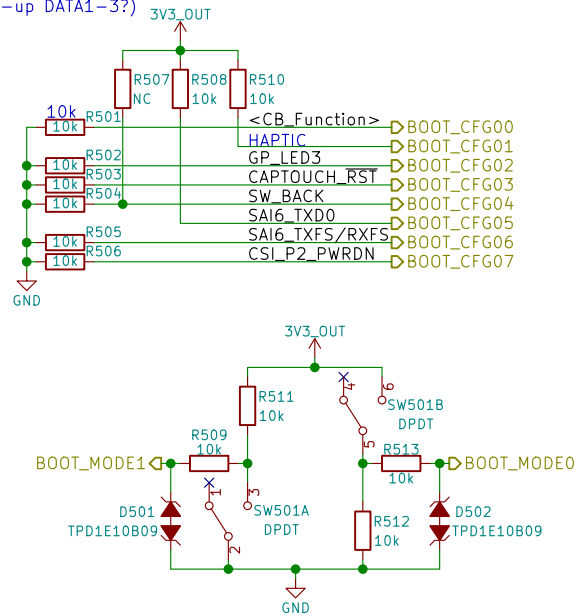 -up DATA1-3?)
3V3_OUT
R507 NC
R508 10k
R510 10k
10k
R501 10k <CB_Function> BOOT_CFG00
HAPTIC BOOT_CFG01
R502 10k GP_LED3 BOOT_CFG02
R503 10k CAPTOUCH_RST BOOT_CFG03
R504 10k SW_BACK BOOT_CFG04
SAI6_TXD0 BOOT_CFG05
R505 10k SAI6_TXFS/RXFS BOOT_CFG06
R506 10k CSI_P2_PWRDN BOOT_CFG07
GND
3V3_OUT
4
6
R511 10k
SW501B DPDT
5
BOOT_MODE1
R509 10k
R513 10k
BOOT_MODE0
1
3
D501 TPD1E10B09
SW501A DPDT
2
R512 10k
D502 TPD1E10B09
GND